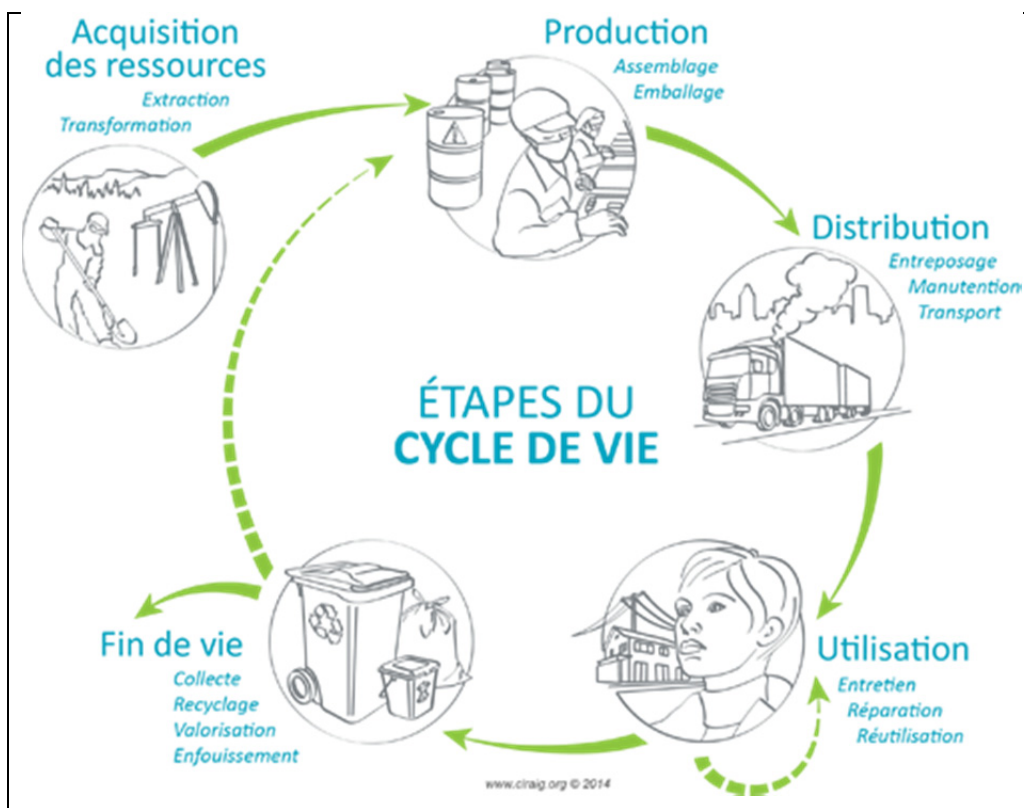 Acquisition
des ressources
Extraction
Transformation
Production
Assemblage
Emballage
Distribution
Entreposage
Manutention
Transport
ÉTAPES DU
CYCLE DE VIE
Utilisation
Entretien
Réparation
Réutilisation
Fin de vie
Collecte
Recyclage
Valorisation
Enfouissement
www.ciraig.org © 2014